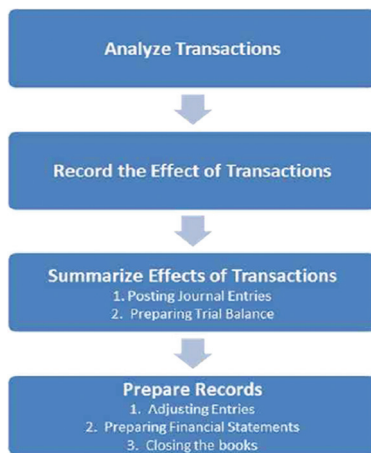 Analyze Transactions
Record the Effect of Transactions
Summarize Effects of Transactions
1. Posting Journal Entries
2. Preparing Trial Balance
Prepare Records
1. Adjusting Entries
2. Preparing Financial Statements
3. Closing the books